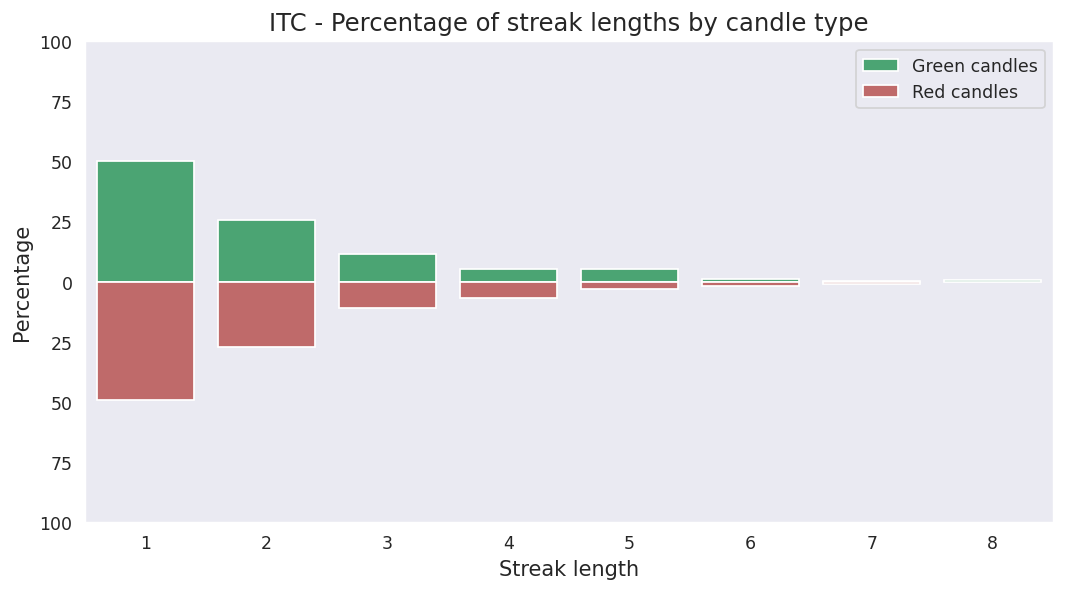 ITC - Percentage of streak lengths by candle type
Green candles
Red candles
Percentage
100
75
50
25
0
25
50
75
100
1 2 3 4 5 6 7 8
Streak length